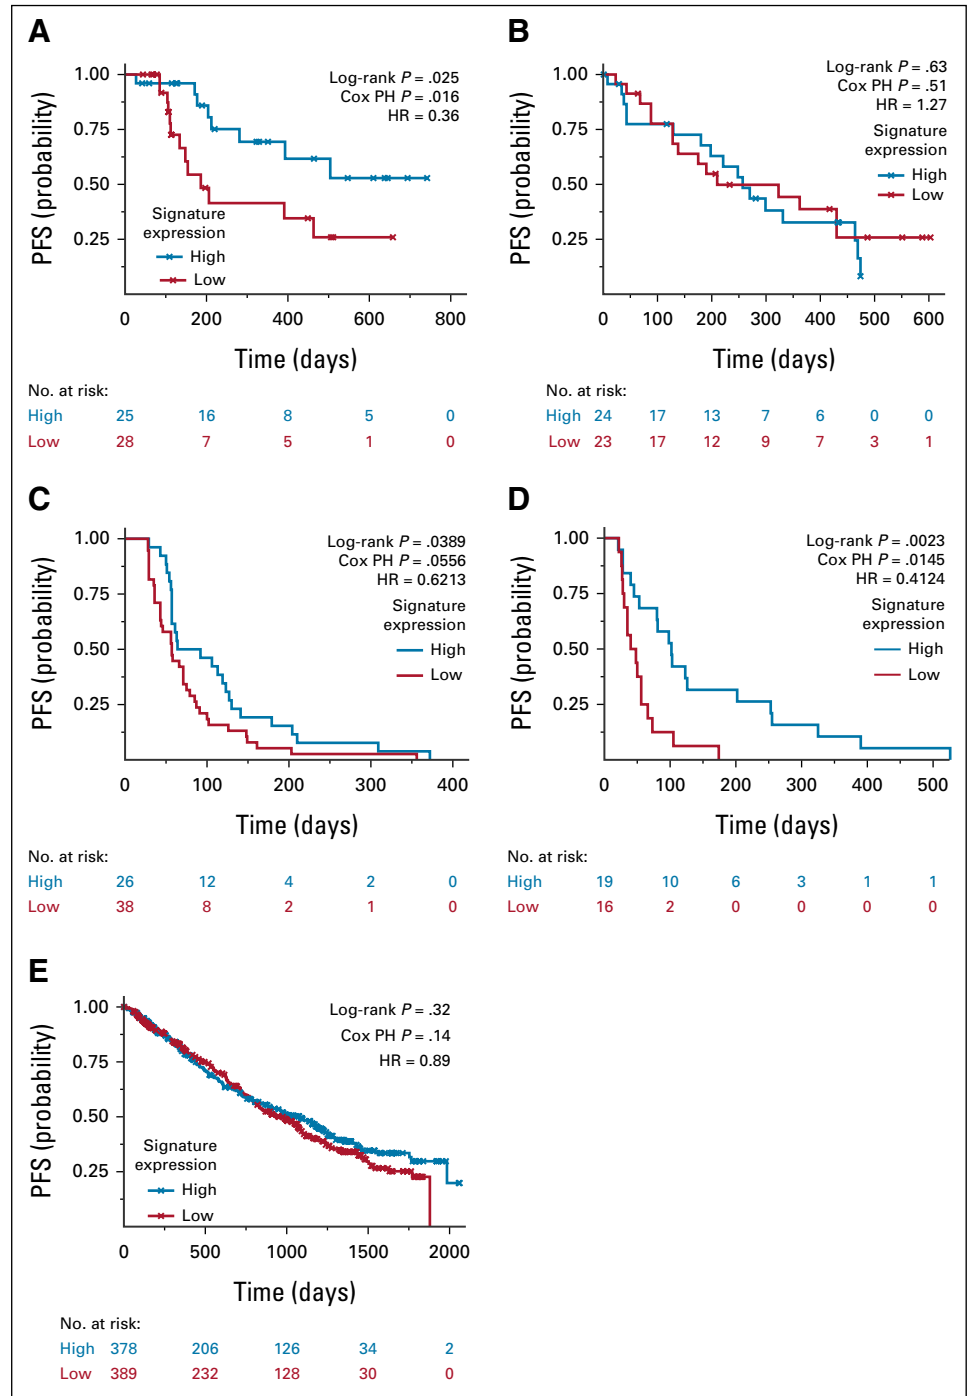 A
1.00
0.75
0.50
0.25
PFS (probability)
Log-rank P = .025
Cox PH P = .016
HR = 0.36
Signature
expression
High
Low
0 200 400 600 800
Time (days)
No. at risk:
High 25 16 8 5 0
Low 28 7 5 1 0
B
1.00
0.75
0.50
0.25
PFS (probability)
Log-rank P = .63
Cox PH P = .51
HR = 1.27
Signature
expression
High
Low
0 100 200 300 400 500 600
Time (days)
No. at risk:
High 24 17 13 7 6 0 0
Low 23 17 12 9 7 3 1
C
1.00
0.75
0.50
0.25
PFS (probability)
Log-rank P = .0389
Cox PH P = .0556
HR = 0.6213
Signature
expression
High
Low
0 100 200 300 400
Time (days)
No. at risk:
High 26 12 4 2 0
Low 38 8 2 1 0
D
1.00
0.75
0.50
0.25
PFS (probability)
Log-rank P = .0023
Cox PH P = .0145
HR = 0.4124
Signature
expression
High
Low
0 100 200 300 400 500
Time (days)
No. at risk:
High 19 10 6 3 1 1
Low 16 2 0 0 0 0
E
1.00
0.75
0.50
0.25
PFS (probability)
Log-rank P = .32
Cox PH P = .14
HR = 0.89
Signature
expression
High
Low
0 500 1000 1500 2000
Time (days)
No. at risk:
High 378 206 126 34 2
Low 389 232 128 30 0